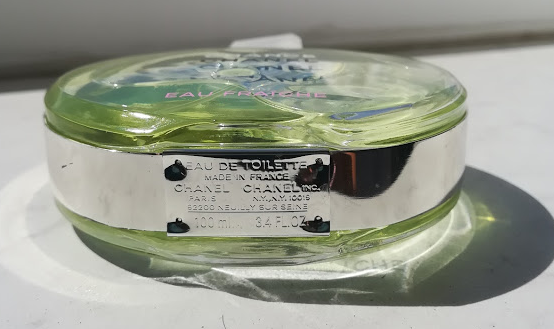 CHANCE
EAU FRAÎCHE
EAU DE TOILETTE
MADE IN FRANCE
CHANEL CHANEL INC.
PARIS N.Y., N.Y. 10019
92200 NEUILLY SUR SEINE
100 ml 3.4 FL.OZ